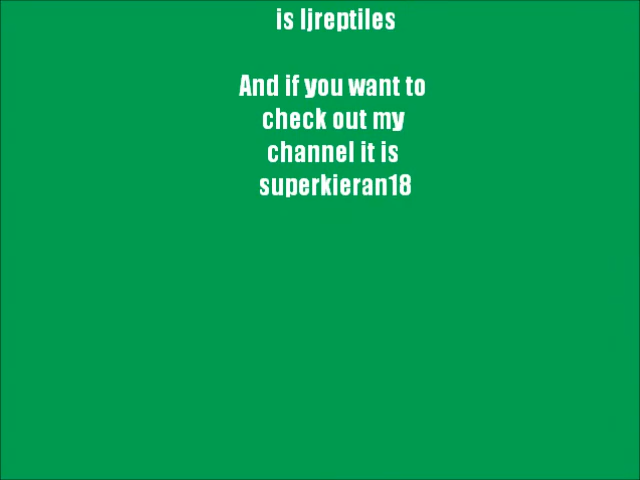 is ljreptiles
And if you want to
check out my
channel it is
superkieran18